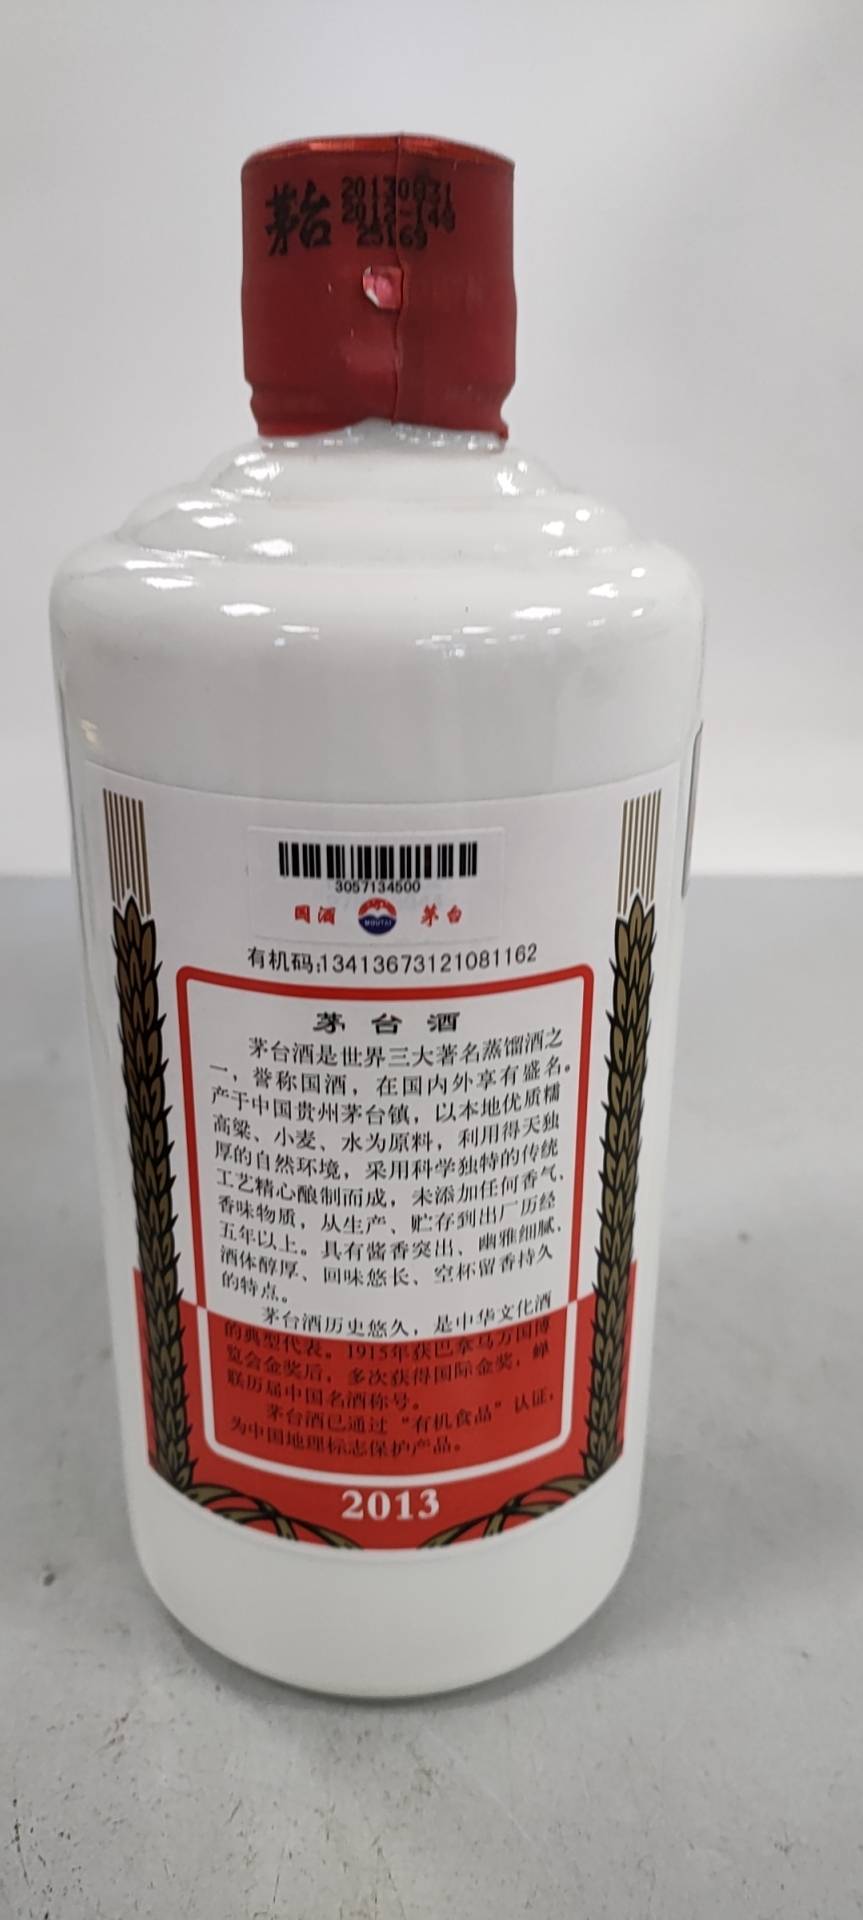 茅台
20130831
2012-140
25169
3057134500
国酒
MOUTAI
茅台
有机码:13413673121081162
茅台酒
茅台酒是世界三大著名蒸馏酒之
一，誉称国酒，在国内外享有盛名。
产于中国贵州茅台镇，以本地优质糯
高粱、小麦、水为原料，利用得天独
厚的自然环境，采用科学独特的传统
工艺精心酿制而成，未添加任何香气、
香味物质，从生产、贮存到出厂历经
五年以上。具有酱香突出、幽雅细腻、
酒体醇厚、回味悠长、空杯留香持久
的特点。
茅台酒历史悠久，是中华文化酒
的典型代表。1915年获巴拿马万国博
览会金奖后，多次获得国际金奖，蝉
联历届中国名酒称号。
茅台酒已通过“有机食品”认证，
为中国地理标志保护产品。
2013